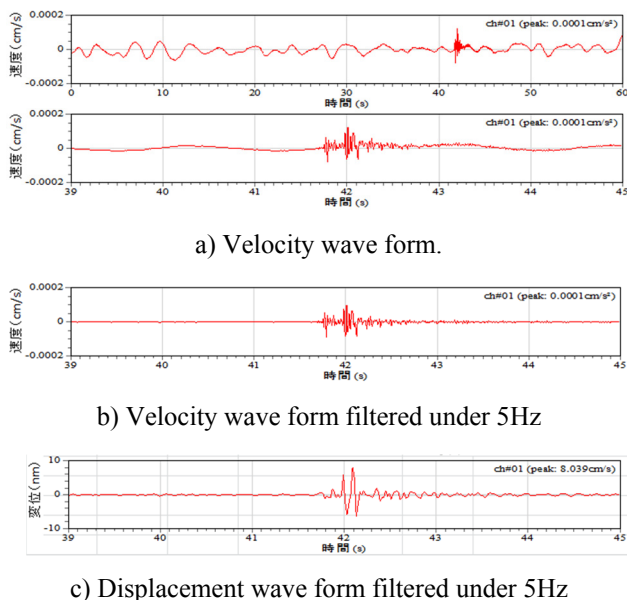 0.0002
ch#01 (peak: 0.0001cm/s²)
速度(cm/s)
0
-0.0002
0 10 20 30 40 50 60
時間(s)
0.0002
ch#01 (peak: 0.0001cm/s²)
速度(cm/s)
0
-0.0002
39 40 41 42 43 44 45
時間(s)
a) Velocity wave form.
0.0002
ch#01 (peak: 0.0001cm/s²)
速度(cm/s)
0
-0.0002
39 40 41 42 43 44 45
時間(s)
b) Velocity wave form filtered under 5Hz
10
ch#01 (peak: 8.039cm/s)
変位(nm)
0
-10
39 40 41 42 43 44 45
時間(s)
c) Displacement wave form filtered under 5Hz